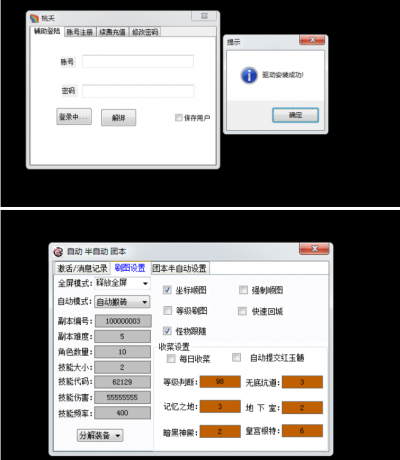 桃夭
辅助登陆 账号注册 续费充值 修改密码
账号
密码
登录中...
解绑
保存用户
提示
驱动安装成功!
确定
自动 半自动 团本
激活/消息记录 刷图设置 团本半自动设置
全屏模式: 释放全屏
自动模式: 自动搬砖
副本编号: 100000003
副本难度: 5
角色数量: 10
技能大小: 2
技能代码: 62129
技能伤害: 55555555
技能频率: 400
分解装备
坐标顺图 强制顺图
等级刷图 快速回城
怪物跟随
收菜设置
每日收菜 自动提交红玉髓
等级判断: 98 无底坑道: 3
记忆之地: 3 地 下 室: 2
暗黑神殿: 2 皇宫根特: 6